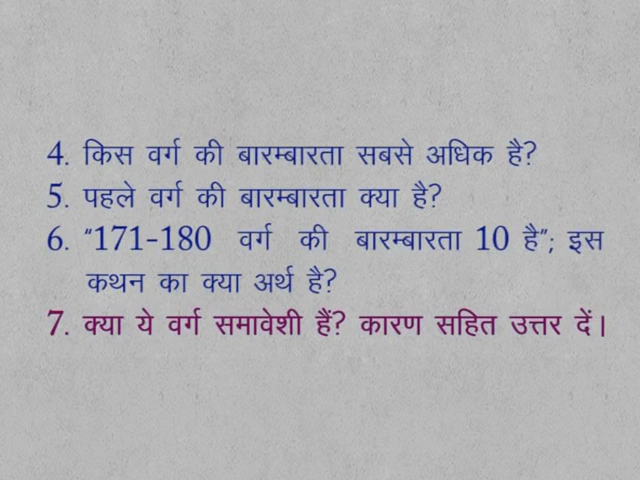 4. किस वर्ग की बारम्बारता सबसे अधिक है?
5. पहले वर्ग की बारम्बारता क्या है?
6. “171-180 वर्ग की बारम्बारता 10 है”; इस
कथन का क्या अर्थ है?
7. क्या ये वर्ग समावेशी हैं? कारण सहित उत्तर दें।